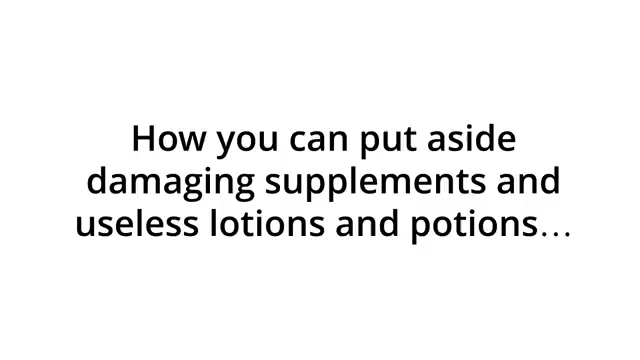 How you can put aside
damaging supplements and
useless lotions and potions…